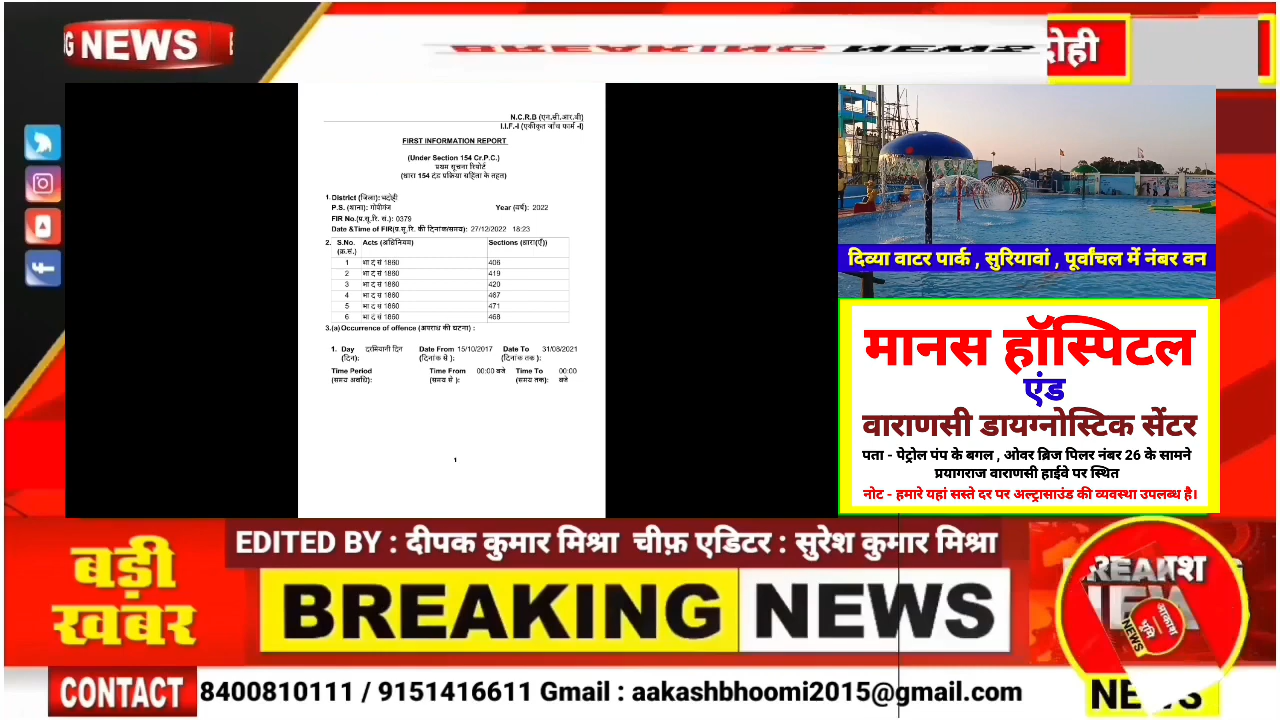 G NEWS
BREAKING NEWS
दोही
N.C.R.B (एन.सी.आर.बी)
I.I.F.-I (एकीकृत जाँच फार्म -I)
FIRST INFORMATION REPORT
(Under Section 154 Cr.P.C.)
प्रथम सूचना रिपोर्ट
(धारा 154 दंड प्रक्रिया संहिता के तहत)
1. District (जिला): भदोही
P.S. (थाना): गोपीगंज Year (वर्ष): 2022
FIR No.(प्र.सू.रि. सं.): 0379
Date &Time of FIR(प्र.सू.रि. की दिनांक/समय): 27/12/2022 18:23
2. S.No. (क्र.सं.) Acts (अधिनियम) Sections (धारा(एँ))
1 भा दं सं 1860 406
2 भा दं सं 1860 419
3 भा दं सं 1860 420
4 भा दं सं 1860 467
5 भा दं सं 1860 471
6 भा दं सं 1860 468
3.(a) Occurrence of offence (अपराध की घटना) :
1. Day दरमियानी दिन Date From 15/10/2017 Date To 31/08/2021
(दिन): (दिनांक से ): (दिनांक तक ):
Time Period Time From 00:00 बजे Time To 00:00
(समय अवधि): (समय से ): (समय तक): बजे
1
दिव्या वाटर पार्क , सुरियावां , पूर्वांचल में नंबर वन
मानस हॉस्पिटल
एंड
वाराणसी डायग्नोस्टिक सेंटर
पता - पेट्रोल पंप के बगल , ओवर ब्रिज पिलर नंबर 26 के सामने
प्रयागराज वाराणसी हाईवे पर स्थित
नोट - हमारे यहां सस्ते दर पर अल्ट्रासाउंड की व्यवस्था उपलब्ध है।
EDITED BY : दीपक कुमार मिश्रा चीफ़ एडिटर : सुरेश कुमार मिश्रा
बड़ी
खबर
BREAKING NEWS
आकाश
भूमि
NEWS
CONTACT 8400810111 / 9151416611 Gmail : aakashbhoomi2015@gmail.com